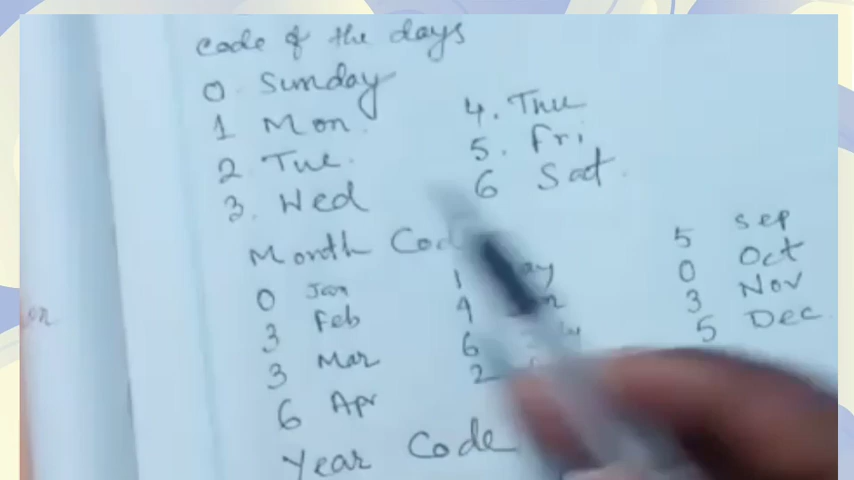 Code of the days
0. Sunday
1 Mon.
2 Tue.
3. Wed
4. Thu
5. Fri
6 Sat.
Month
0 Jan
3 Feb
3 Mar
6 Apr
1
4
6
2
5 Sep
0 Oct
3 Nov
5 Dec
Year Code